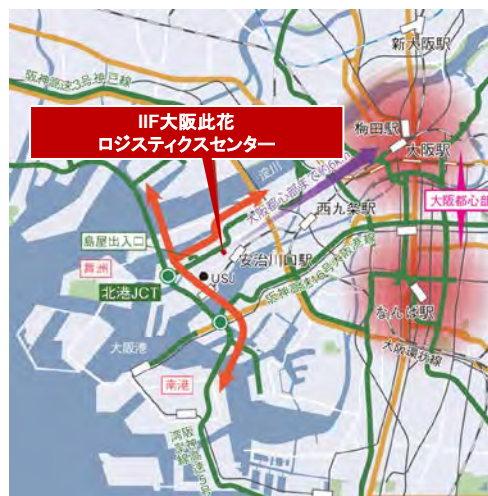 新大阪駅
阪神高速3号神戸線
IIF大阪此花
ロジスティクスセンター
梅田駅
大阪駅
淀川
大阪都心部まで約6km
大阪都心部
西九条駅
島屋出入口
安治川口駅
舞洲
USJ
北港JCT
阪神高速16号大阪港線
なんば駅
大阪港
大阪環状線
南港
阪神高速5号
湾岸線